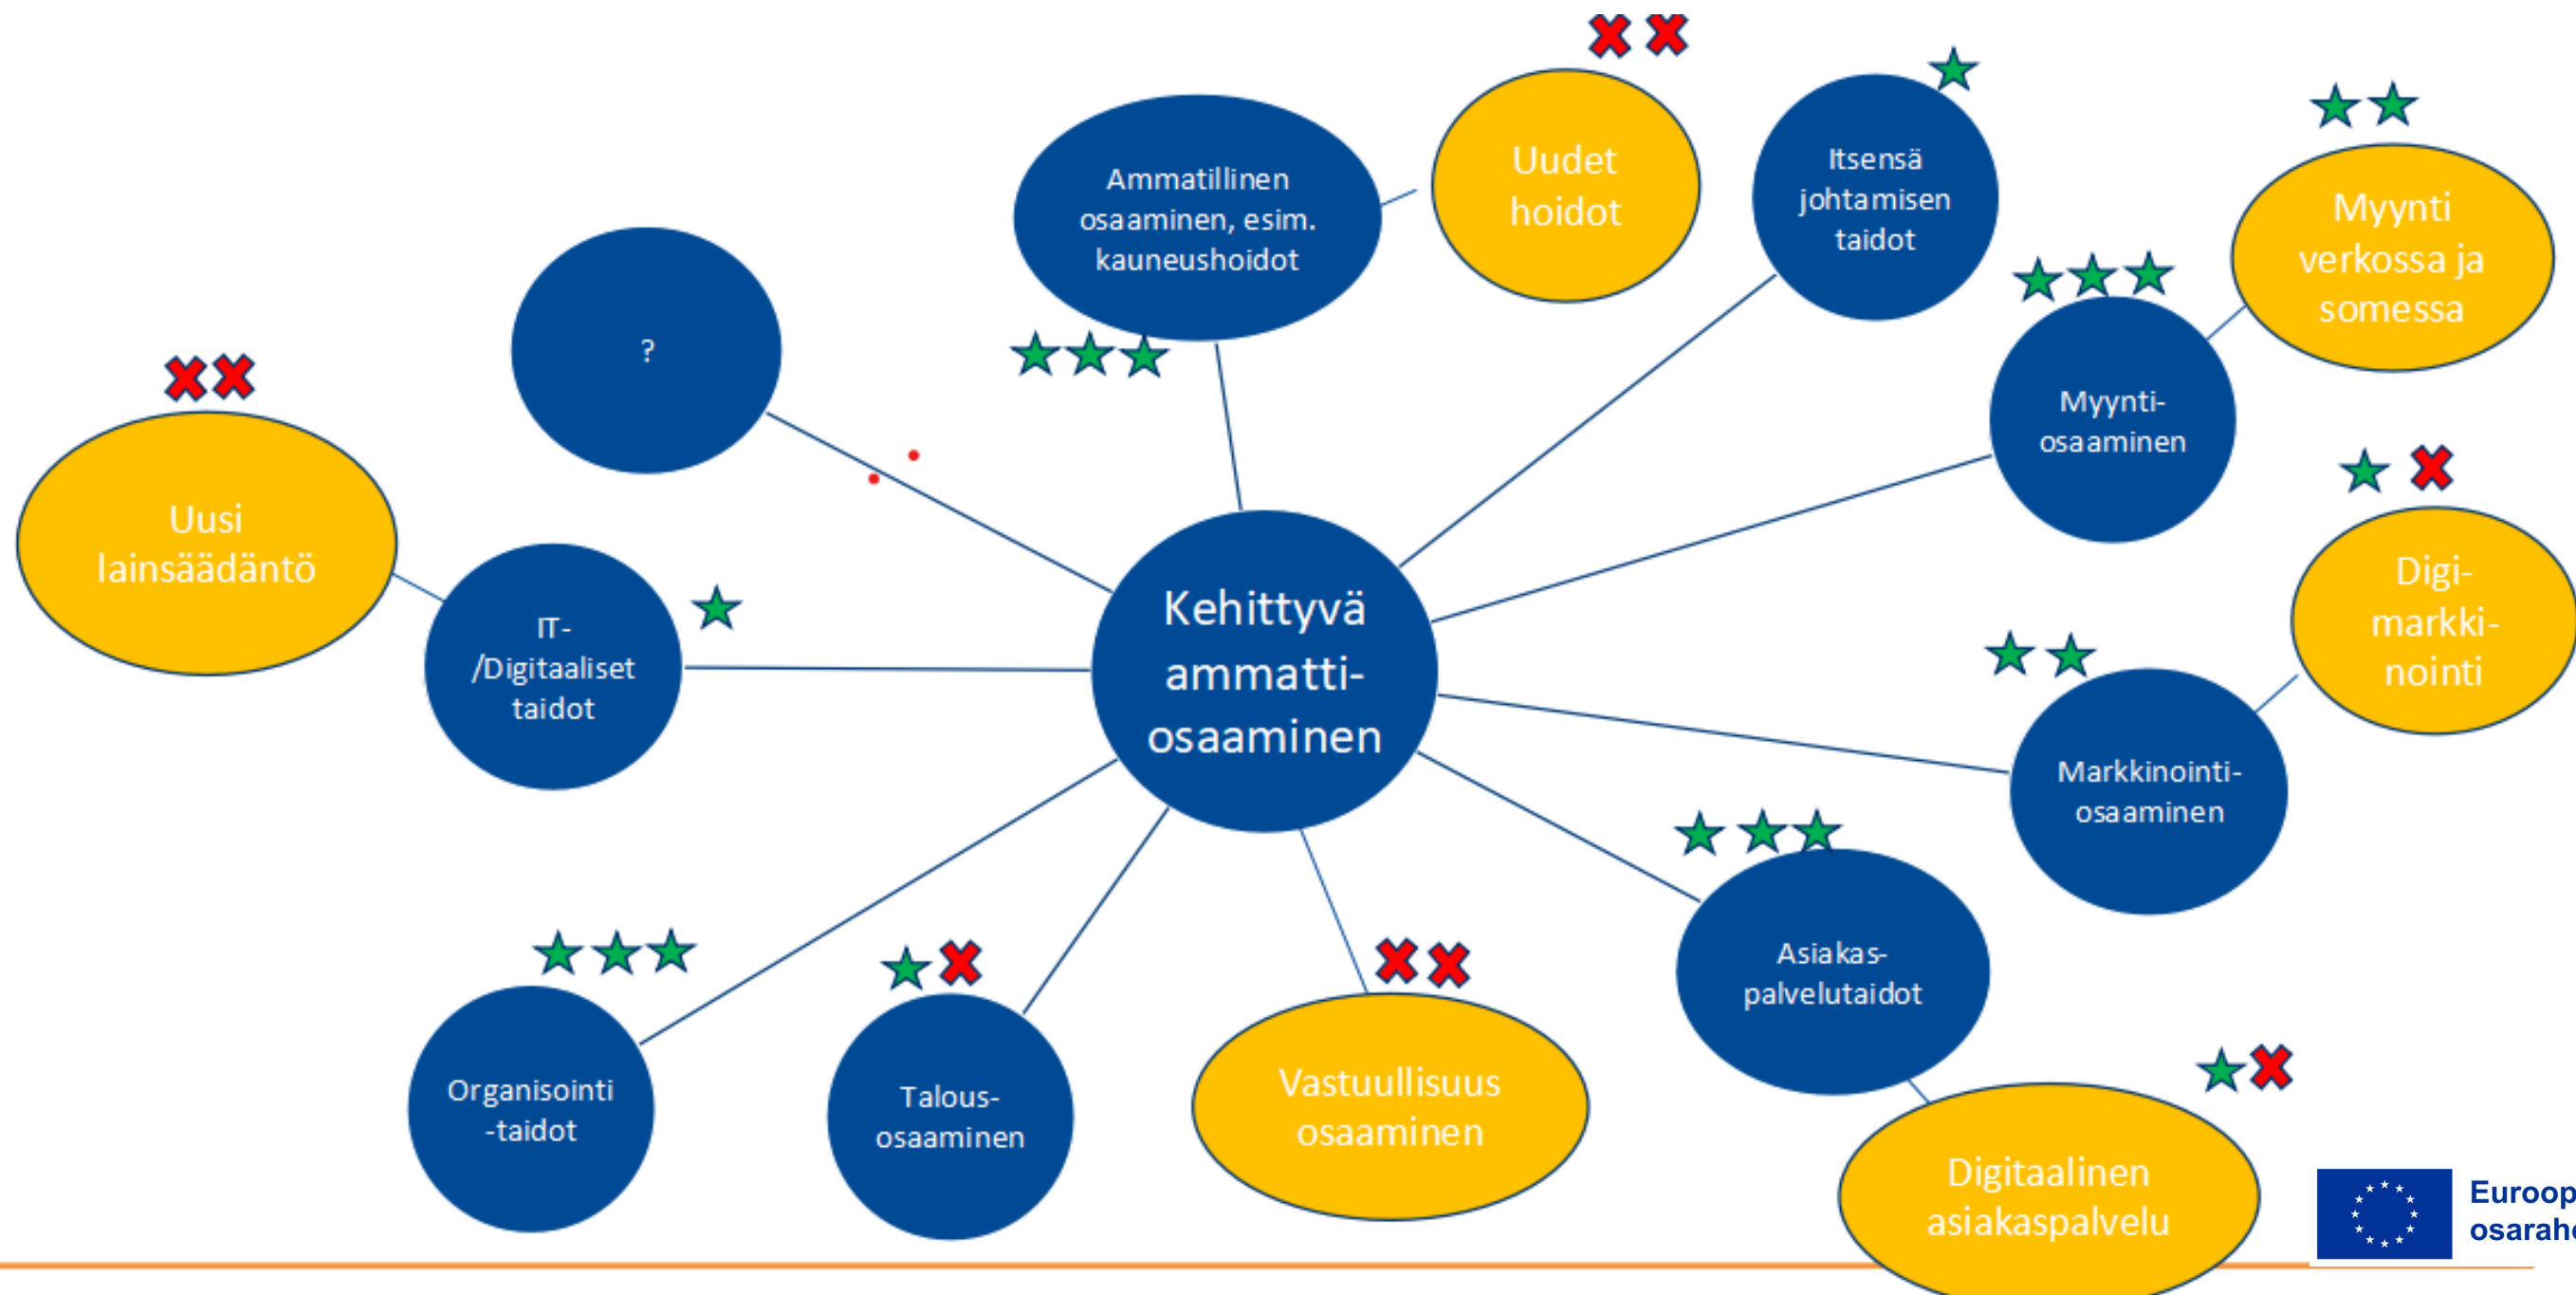 Uudet
hoidot
Itsensä
johtamisen
taidot
Ammatillinen
osaaminen, esim.
kauneushoidot
Myynti
verkossa ja
somessa
?
Myynti-
osaaminen
Uusi
lainsäädäntö
Digi-
markki-
nointi
IT-
/Digitaaliset
taidot
Kehittyvä
ammatti-
osaaminen
Markkinointi-
osaaminen
Asiakas-
palvelutaidot
Organisointi
-taidot
Talous-
osaaminen
Vastuullisuus
osaaminen
Digitaalinen
asiakaspalvelu